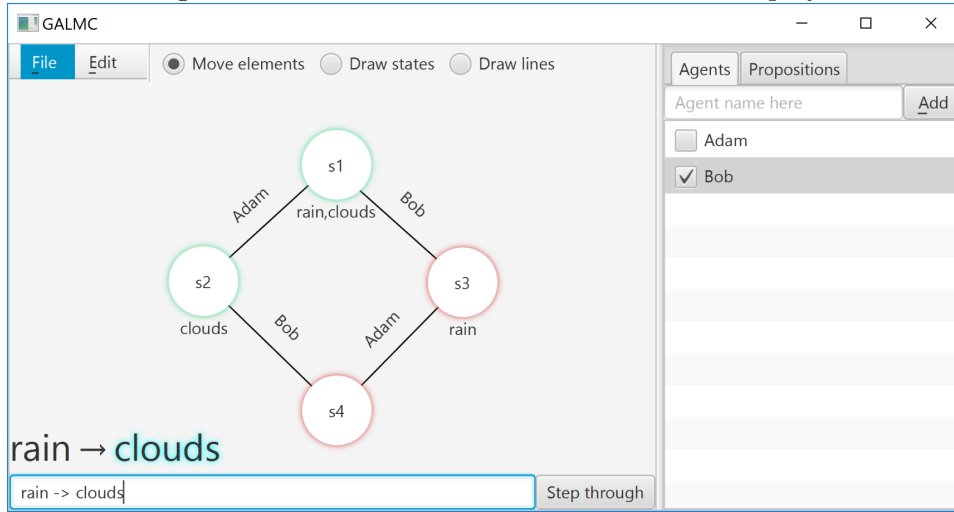 GALMC
File Edit Move elements Draw states Draw lines
Agents Propositions
Agent name here Add
Adam
Bob
s1
rain,clouds
Adam
Bob
s2
clouds
s3
rain
Bob
Adam
s4
rain → clouds
rain -> clouds Step through